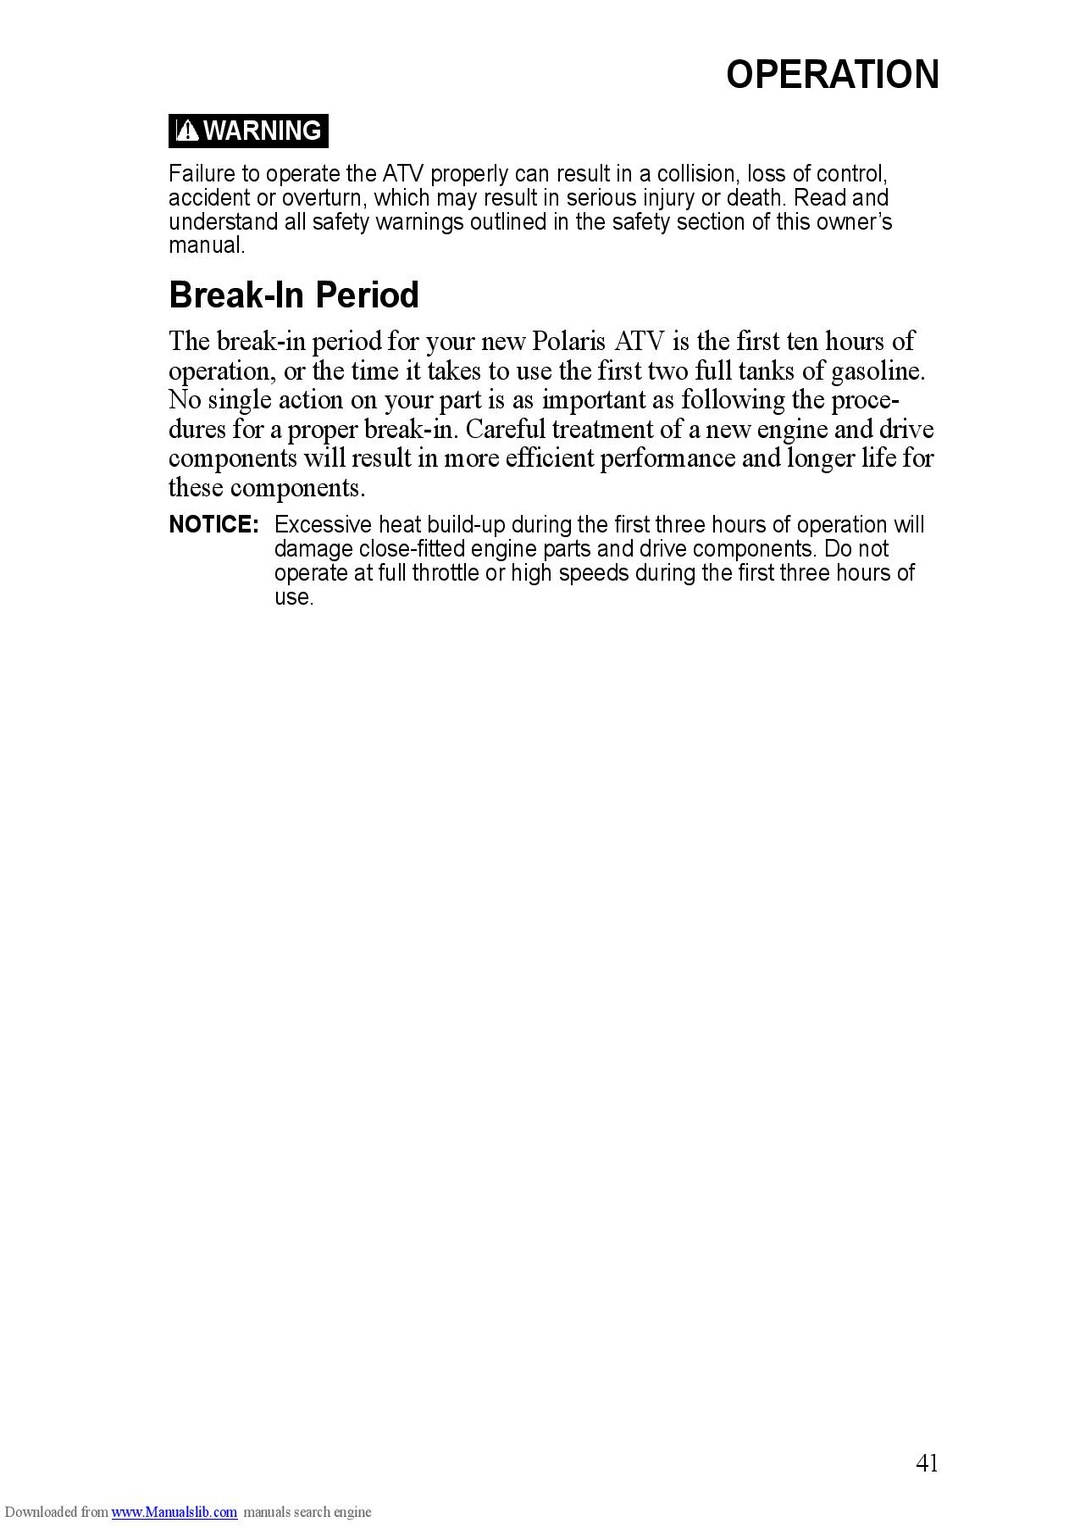 OPERATION
WARNING
Failure to operate the ATV properly can result in a collision, loss of control,
accident or overturn, which may result in serious injury or death. Read and
understand all safety warnings outlined in the safety section of this owner’s
manual.
Break-In Period
The break-in period for your new Polaris ATV is the first ten hours of
operation, or the time it takes to use the first two full tanks of gasoline.
No single action on your part is as important as following the proce-
dures for a proper break-in. Careful treatment of a new engine and drive
components will result in more efficient performance and longer life for
these components.
NOTICE: Excessive heat build-up during the first three hours of operation will
damage close-fitted engine parts and drive components. Do not
operate at full throttle or high speeds during the first three hours of
use.
41
Downloaded from www.Manualslib.com manuals search engine